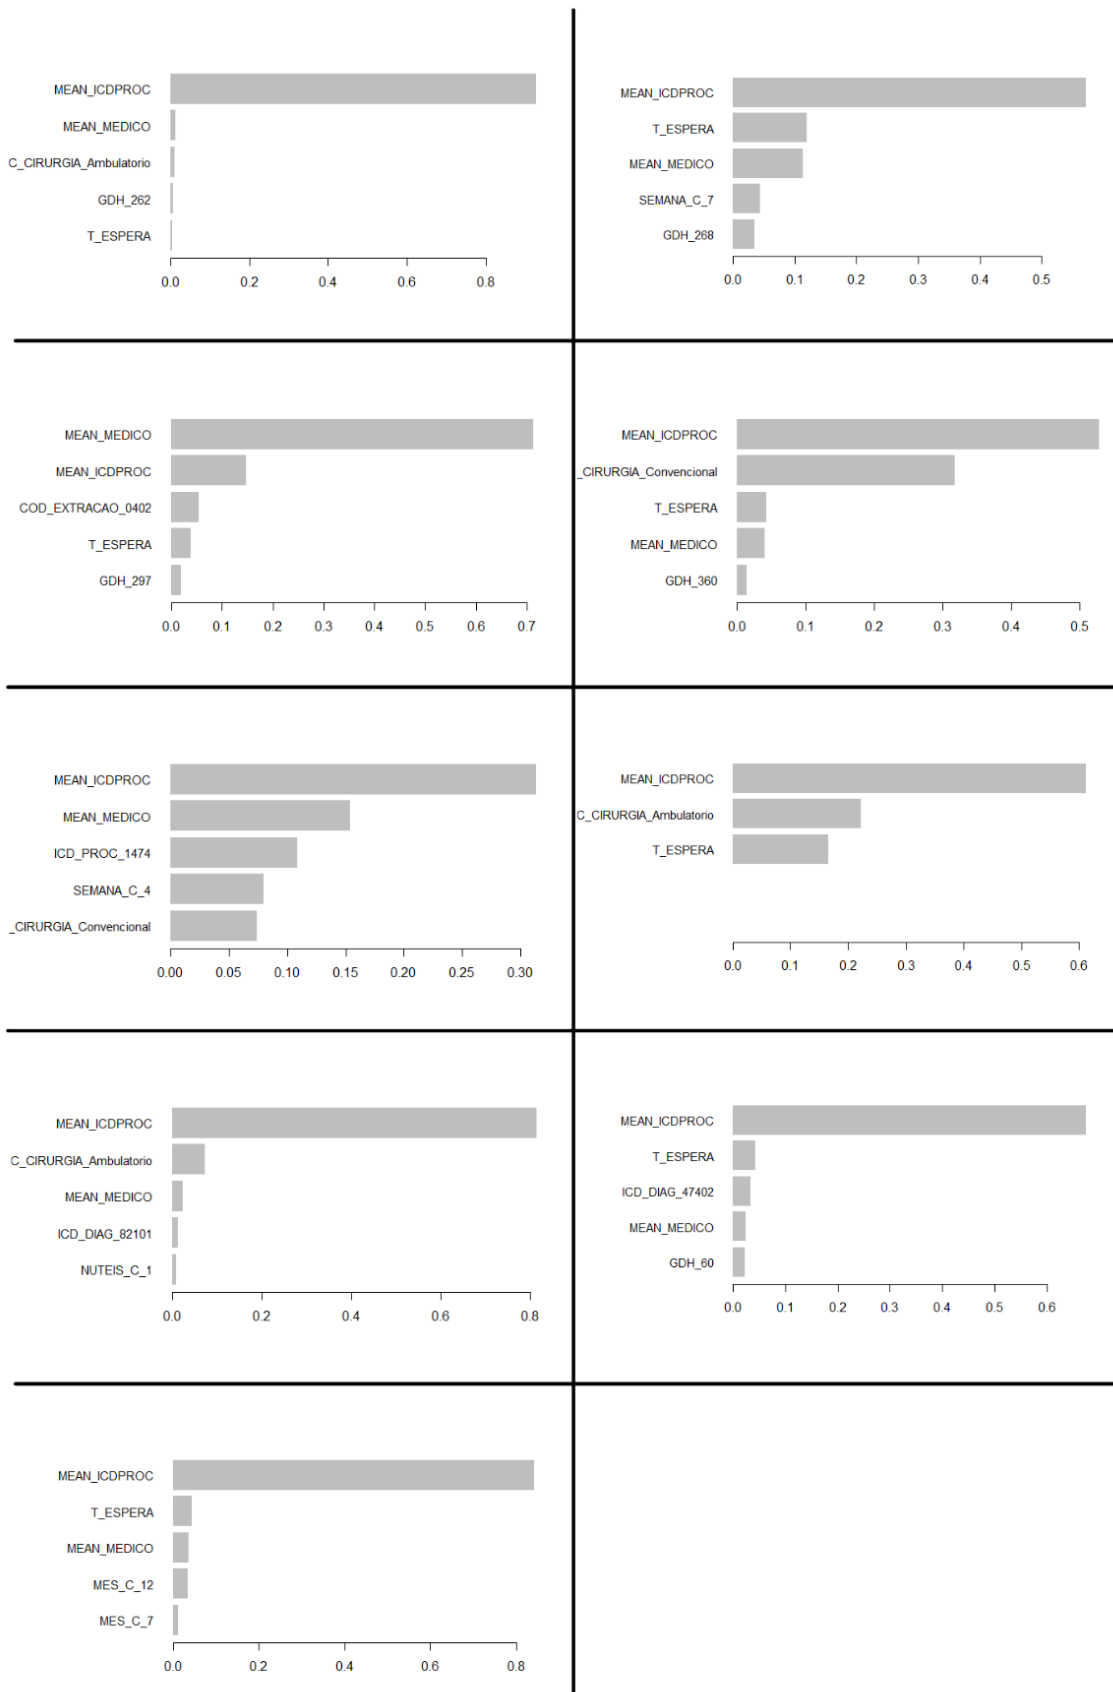 MEAN_ICDPROC
MEAN_MEDICO
C_CIRURGIA_Ambulatorio
GDH_262
T_ESPERA
0.0 0.2 0.4 0.6 0.8
MEAN_ICDPROC
T_ESPERA
MEAN_MEDICO
SEMANA_C_7
GDH_268
0.0 0.1 0.2 0.3 0.4 0.5
MEAN_MEDICO
MEAN_ICDPROC
COD_EXTRACAO_0402
T_ESPERA
GDH_297
0.0 0.1 0.2 0.3 0.4 0.5 0.6 0.7
MEAN_ICDPROC
_CIRURGIA_Convencional
T_ESPERA
MEAN_MEDICO
GDH_360
0.0 0.1 0.2 0.3 0.4 0.5
MEAN_ICDPROC
MEAN_MEDICO
ICD_PROC_1474
SEMANA_C_4
_CIRURGIA_Convencional
0.00 0.05 0.10 0.15 0.20 0.25 0.30
MEAN_ICDPROC
C_CIRURGIA_Ambulatorio
T_ESPERA
0.0 0.1 0.2 0.3 0.4 0.5 0.6
MEAN_ICDPROC
C_CIRURGIA_Ambulatorio
MEAN_MEDICO
ICD_DIAG_82101
NUTEIS_C_1
0.0 0.2 0.4 0.6 0.8
MEAN_ICDPROC
T_ESPERA
ICD_DIAG_47402
MEAN_MEDICO
GDH_60
0.0 0.1 0.2 0.3 0.4 0.5 0.6
MEAN_ICDPROC
T_ESPERA
MEAN_MEDICO
MES_C_12
MES_C_7
0.0 0.2 0.4 0.6 0.8